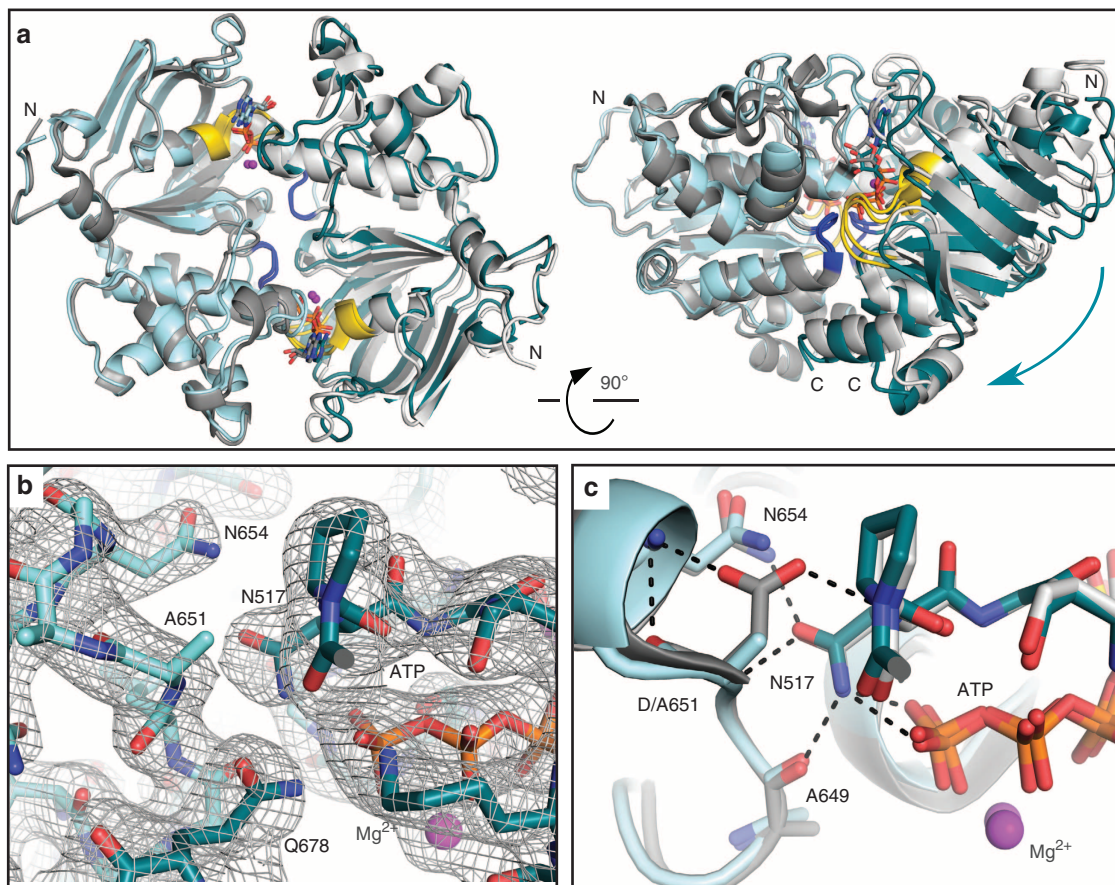 a
N
N
N
N
90°
C C
b
N654
N517
A651
ATP
Mg²⁺
Q678
c
N654
N517
ATP
D/A651
A649
Mg²⁺